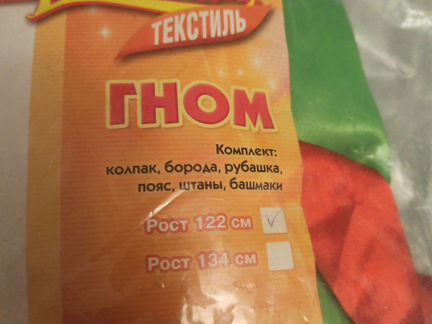 ТЕКСТИЛЬ
ГНОМ
Комплект:
колпак, борода, рубашка,
пояс, штаны, башмаки
Рост 122 см
Рост 134 см